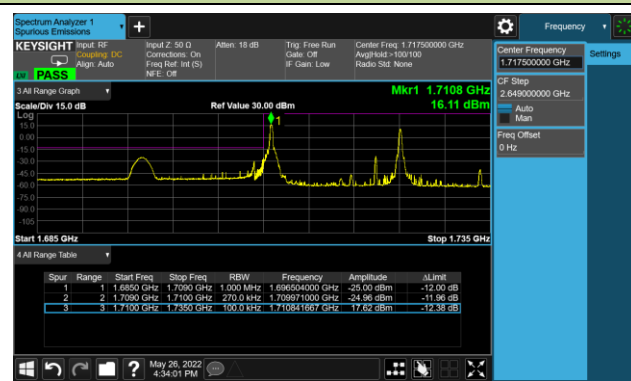 Spectrum Analyzer 1
Spurious Emissions
Frequency
KEYSIGHT Input: RF Input Z: 50 Ω Atten: 18 dB Trig: Free Run Center Freq: 1.717500000 GHz
Coupling: DC Corrections: On Gate: Off Avg|Hold:>100/100
Align: Auto Freq Ref: Int (S) IF Gain: Low Radio Std: None
NFE: Off
PASS
Center Frequency
1.717500000 GHz
Settings
CF Step
2.649000000 GHz
Auto
Man
Freq Offset
0 Hz
3 All Range Graph
Mkr1 1.7108 GHz
Scale/Div 15.0 dB Ref Value 30.00 dBm 16.11 dBm
Log
15.0
0.00
-15.0
-30.0
-45.0
-60.0
-75.0
-90.0
-105
1
Start 1.685 GHz Stop 1.735 GHz
4 All Range Table
Spur Range Start Freq Stop Freq RBW Frequency Amplitude ΔLimit
1 1 1.6850 GHz 1.7090 GHz 1.000 MHz 1.696504000 GHz -25.00 dBm -12.00 dB
2 2 1.7090 GHz 1.7100 GHz 270.0 kHz 1.709971000 GHz -24.96 dBm -11.96 dB
3 3 1.7100 GHz 1.7350 GHz 100.0 kHz 1.710841667 GHz 17.62 dBm -12.38 dB
May 26, 2022
4:34:01 PM